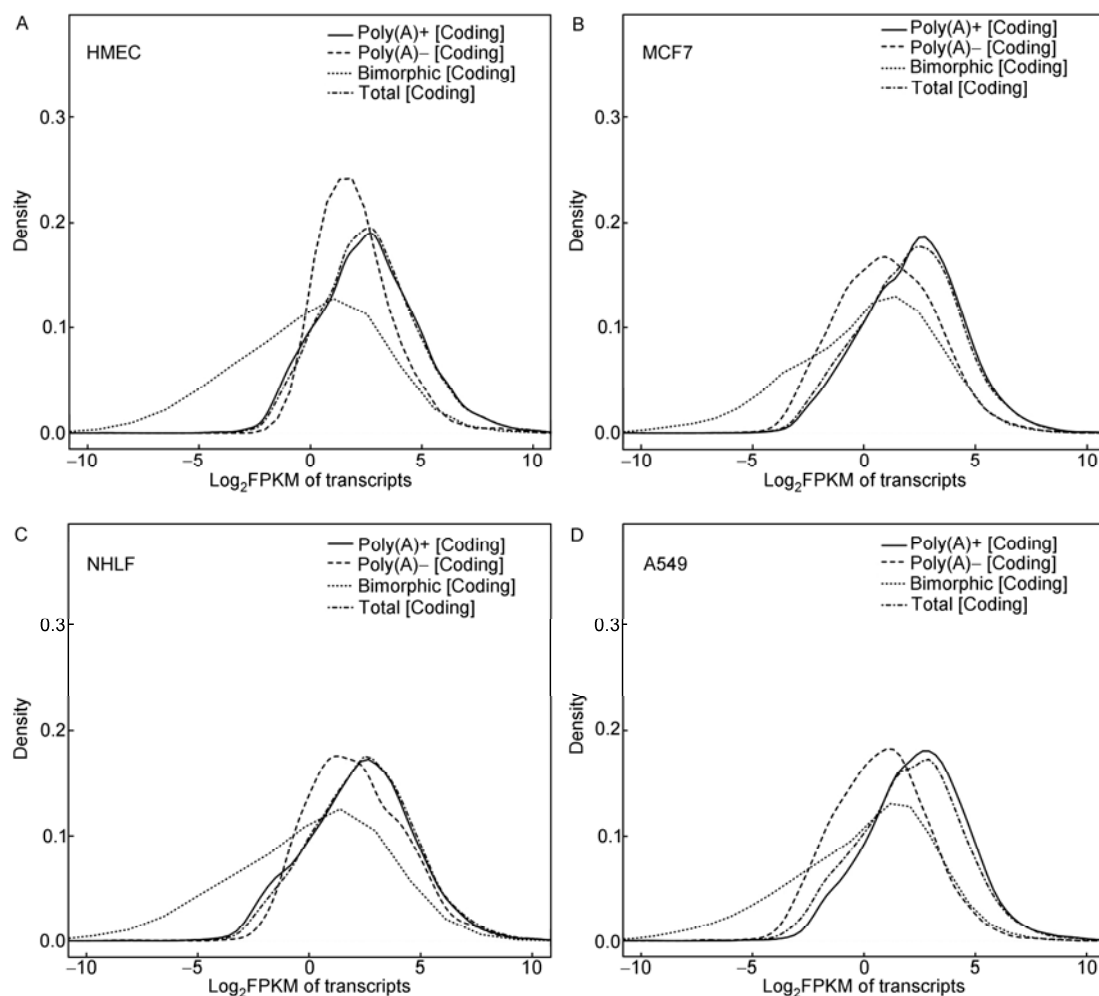 A
HMEC
Poly(A)+ [Coding]
Poly(A)− [Coding]
Bimorphic [Coding]
Total [Coding]
0.3
0.2
0.1
0.0
Density
−10
−5
0
5
10
Log₂FPKM of transcripts
B
MCF7
Poly(A)+ [Coding]
Poly(A)− [Coding]
Bimorphic [Coding]
Total [Coding]
0.3
0.2
0.1
0.0
Density
−10
−5
0
5
10
Log₂FPKM of transcripts
C
NHLF
Poly(A)+ [Coding]
Poly(A)− [Coding]
Bimorphic [Coding]
Total [Coding]
0.3
0.2
0.1
0.0
Density
−10
−5
0
5
10
Log₂FPKM of transcripts
D
A549
Poly(A)+ [Coding]
Poly(A)− [Coding]
Bimorphic [Coding]
Total [Coding]
0.3
0.2
0.1
0.0
Density
−10
−5
0
5
10
Log₂FPKM of transcripts